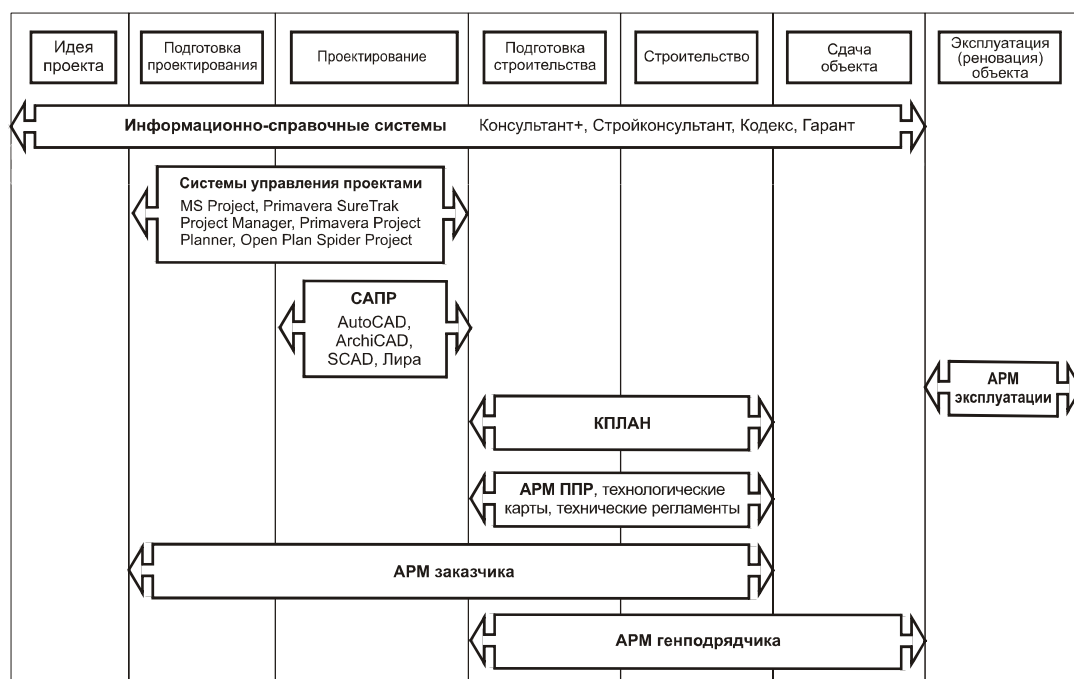 Идея
проекта
Подготовка
проектирования
Проектирование
Подготовка
строительства
Строительство
Сдача
объекта
Эксплуатация
(реновация)
объекта
Информационно-справочные системы Консультант+, Стройконсультант, Кодекс, Гарант
Системы управления проектами
MS Project, Primavera SureTrak
Project Manager, Primavera Project
Planner, Open Plan Spider Project
САПР
AutoCAD,
ArchiCAD,
SCAD, Лира
АРМ
эксплуатации
КПЛАН
АРМ ППР, технологические
карты, технические регламенты
АРМ заказчика
АРМ генподрядчика